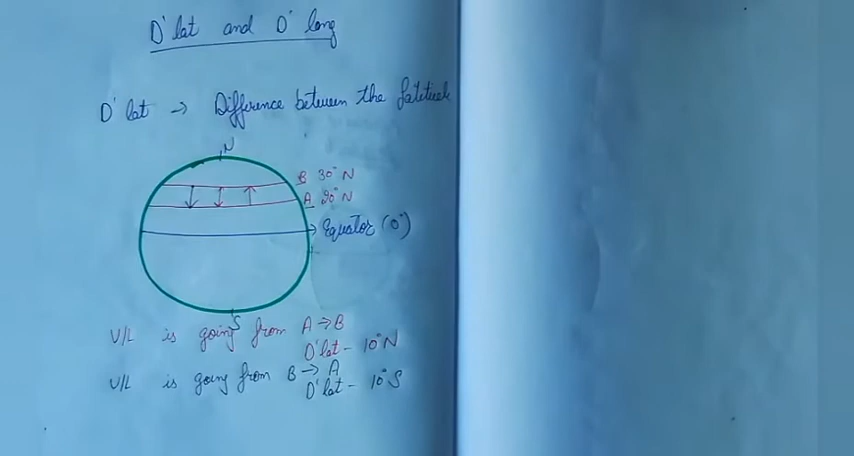 D'lat and D'long
D'lat → Difference between the latitude
N
B 30°N
A 20°N
Equator (0°)
S
V/L is going from A → B
D'lat - 10°N
V/L is going from B → A
D'lat - 10°S